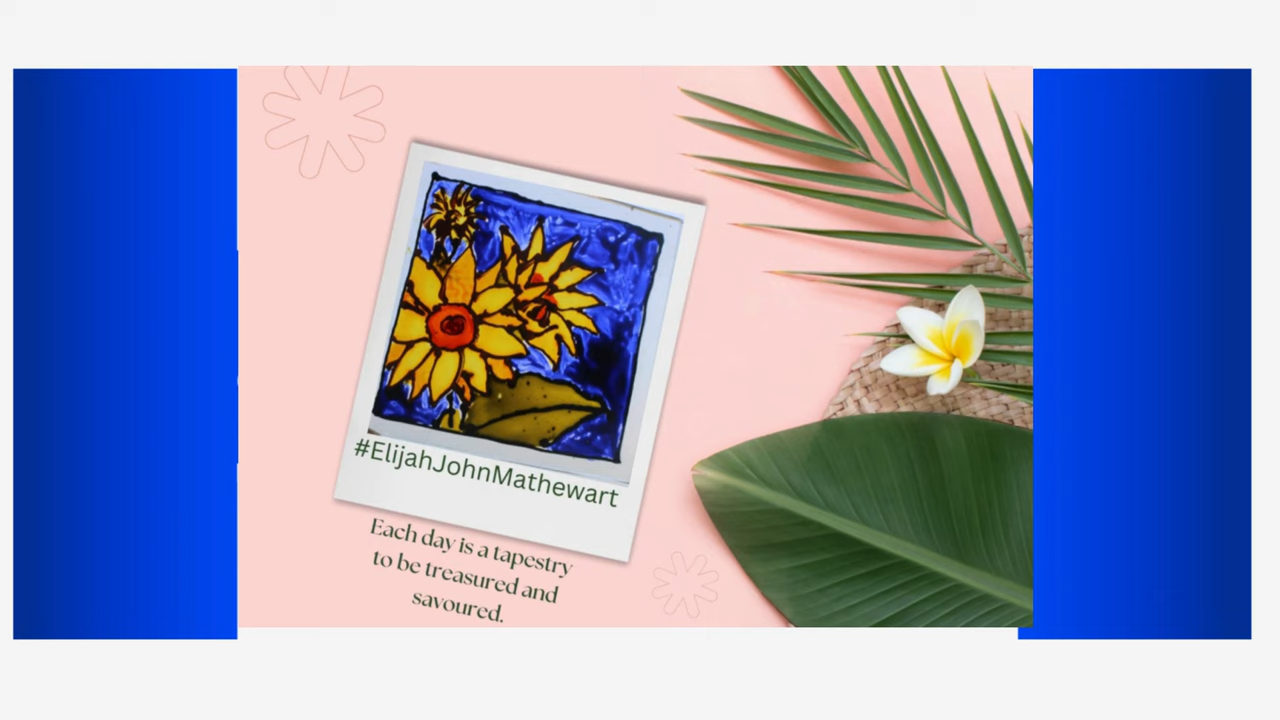 #ElijahJohnMathewart
Each day is a tapestry
to be treasured and
savoured.